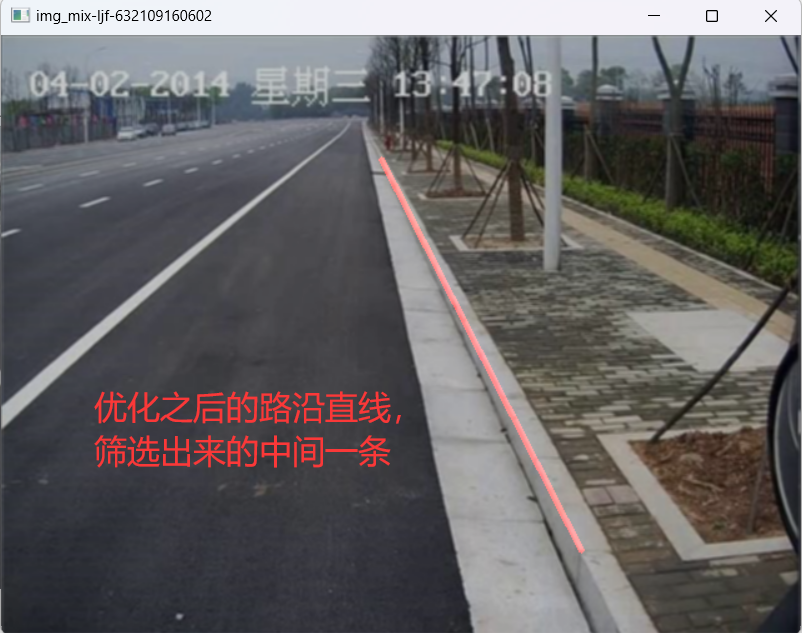 img_mix-ljf-632109160602
04-02-2014 星期三 13:47:08
优化之后的路沿直线，
筛选出来的中间一条